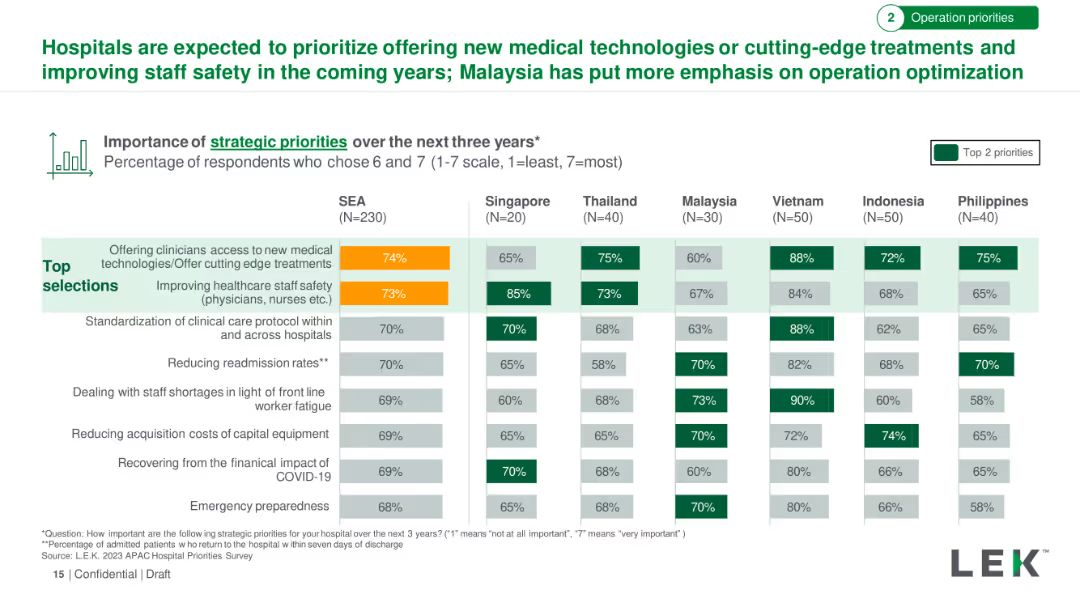 2 Operation priorities
Hospitals are expected to prioritize offering new medical technologies or cutting-edge treatments and
improving staff safety in the coming years; Malaysia has put more emphasis on operation optimization
Importance of strategic priorities over the next three years*
Percentage of respondents who chose 6 and 7 (1-7 scale, 1=least, 7=most)
Top 2 priorities
SEA Singapore Thailand Malaysia Vietnam Indonesia Philippines
(N=230) (N=20) (N=40) (N=30) (N=50) (N=50) (N=40)
Top
selections
Offering clinicians access to new medical
technologies/Offer cutting edge treatments
74% 65% 75% 60% 88% 72% 75%
Improving healthcare staff safety
(physicians, nurses etc.)
73% 85% 73% 67% 84% 68% 65%
Standardization of clinical care protocol within
and across hospitals
70% 70% 68% 63% 88% 62% 65%
Reducing readmission rates**
70% 65% 58% 70% 82% 68% 70%
Dealing with staff shortages in light of front line
worker fatigue
69% 60% 68% 73% 90% 60% 58%
Reducing acquisition costs of capital equipment
69% 65% 65% 70% 72% 74% 65%
Recovering from the finanical impact of
COVID-19
69% 70% 68% 60% 80% 66% 65%
Emergency preparedness
68% 65% 68% 70% 80% 66% 58%
*Question: How important are the following strategic priorities for your hospital over the next 3 years? ("1" means "not at all important", "7" means "very important" )
**Percentage of admitted patients who return to the hospital within seven days of discharge
Source: L.E.K. 2023 APAC Hospital Priorities Survey
15 | Confidential | Draft
LEK™